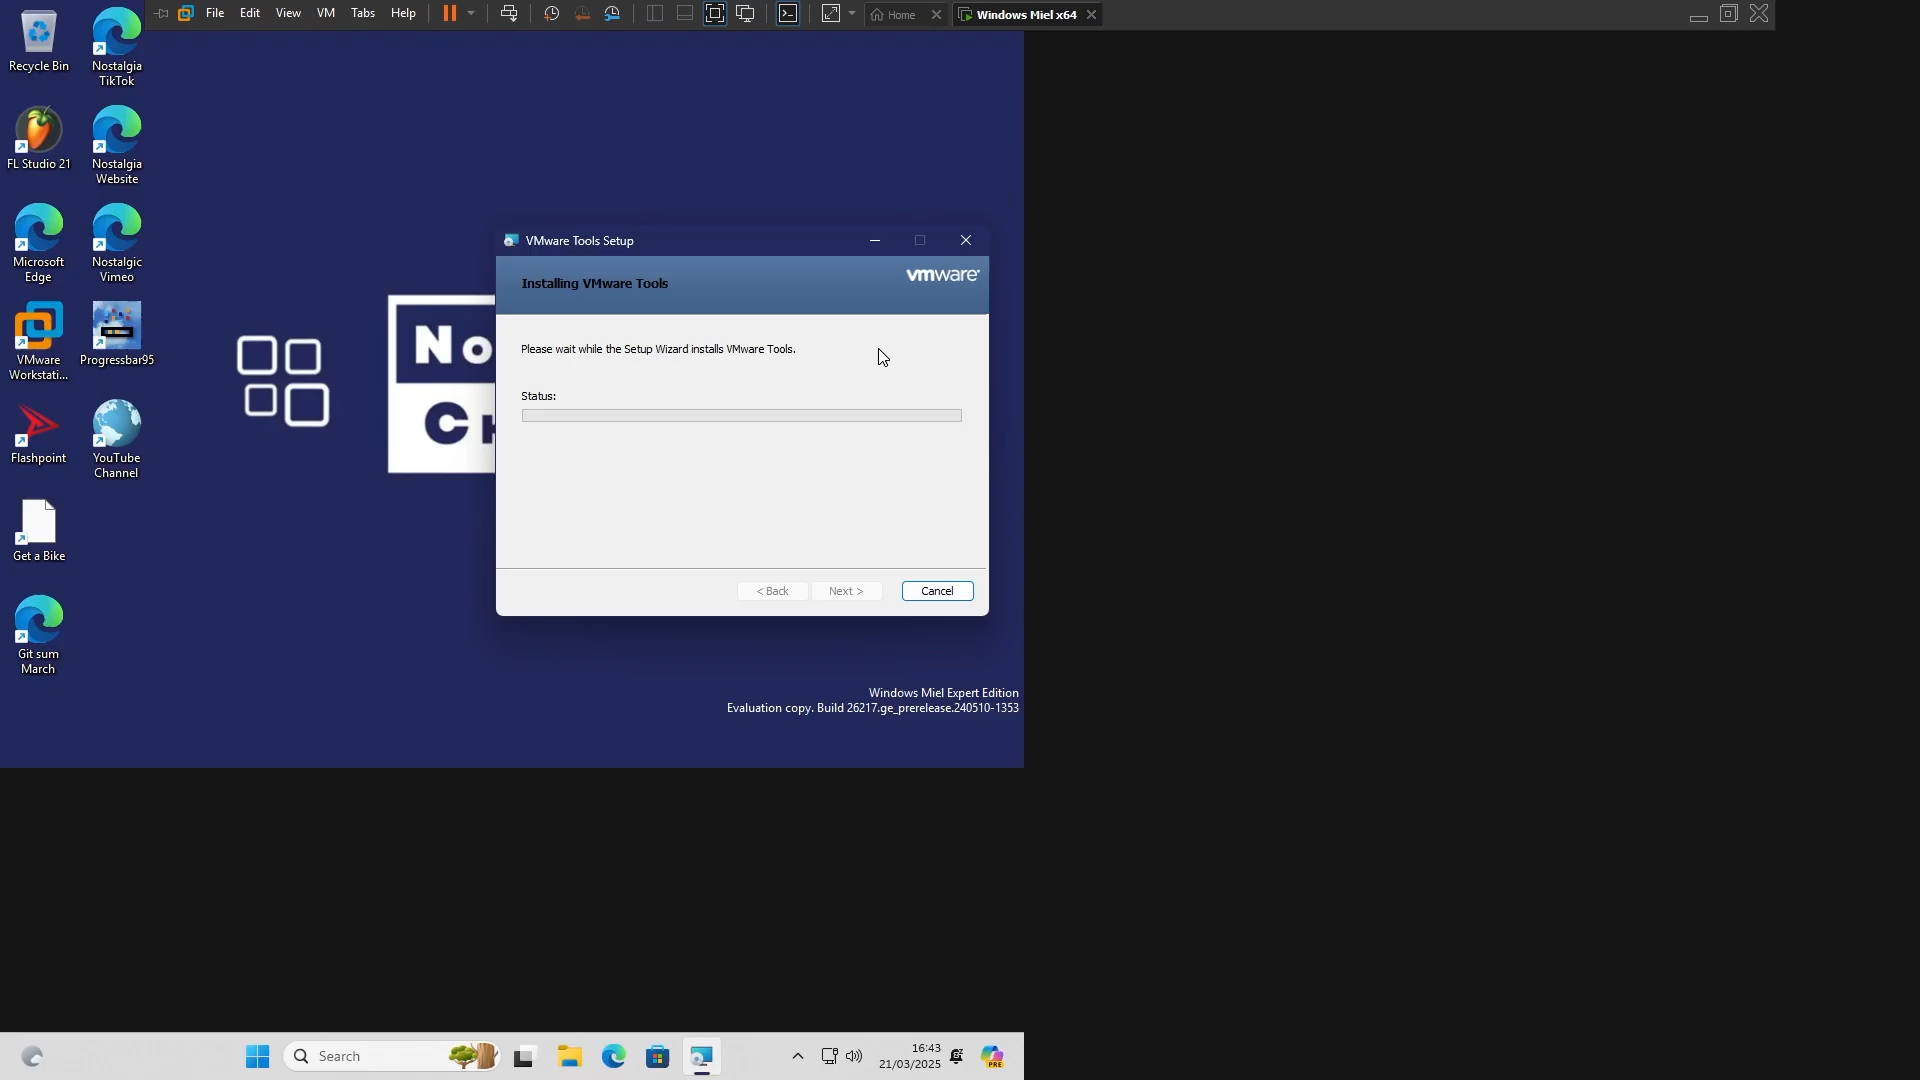 File Edit View VM Tabs Help
Home
Windows Miel x64
Recycle Bin
Nostalgia
TikTok
FL Studio 21
Nostalgia
Website
Microsoft
Edge
Nostalgic
Vimeo
VMware
Workstati...
Progressbar95
Flashpoint
YouTube
Channel
Get a Bike
Git sum
March
No
CH
VMware Tools Setup
Installing VMware Tools
vmware
Please wait while the Setup Wizard installs VMware Tools.
Status:
< Back
Next >
Cancel
Windows Miel Expert Edition
Evaluation copy. Build 26217.ge_prerelease.240510-1353
Search
16:43
21/03/2025
PRE